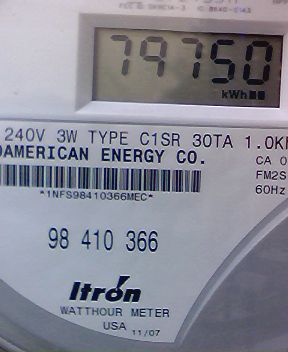 79750
kWh
240V 3W TYPE C1SR 30TA 1.0K
AMERICAN ENERGY CO.
CA 0
FM2S
60Hz
*1NFS98410366MEC*
98 410 366
Itron
WATTHOUR METER
USA 11/07